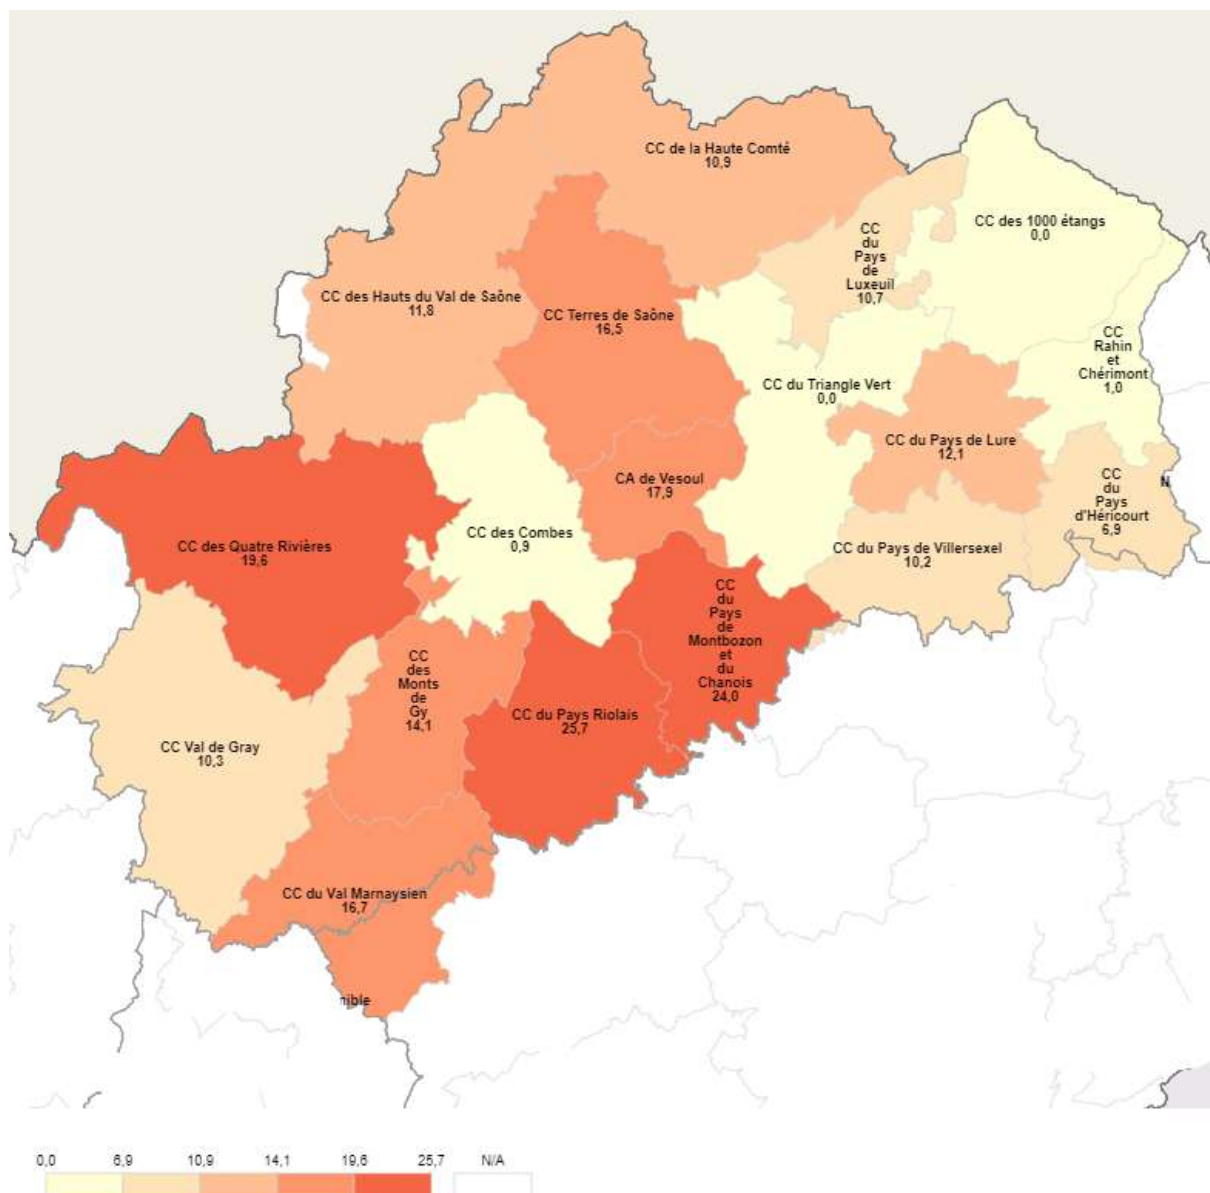 CC de la Haute Comté
10,9
CC des 1000 étangs
0,0
CC
du
Pays
de
Luxeuil
10,7
CC des Hauts du Val de Saône
11,8
CC Terres de Saône
16,5
CC
Rahin
et
Chérimont
1,0
CC du Triangle Vert
0,0
CC du Pays de Lure
12,1
CA de Vesoul
17,9
CC
du
Pays
d'Héricourt
6,9
N
CC des Combes
0,9
CC des Quatre Rivières
19,6
CC du Pays de Villersexel
10,2
CC
du
Pays
de
Montbozon
et
du
Chanois
24,0
CC
des
Monts
de
Gy
14,1
CC du Pays Riolais
25,7
CC Val de Gray
10,3
CC du Val Marnaysien
16,7
nible
0,0 6,9 10,9 14,1 19,6 25,7 N/A